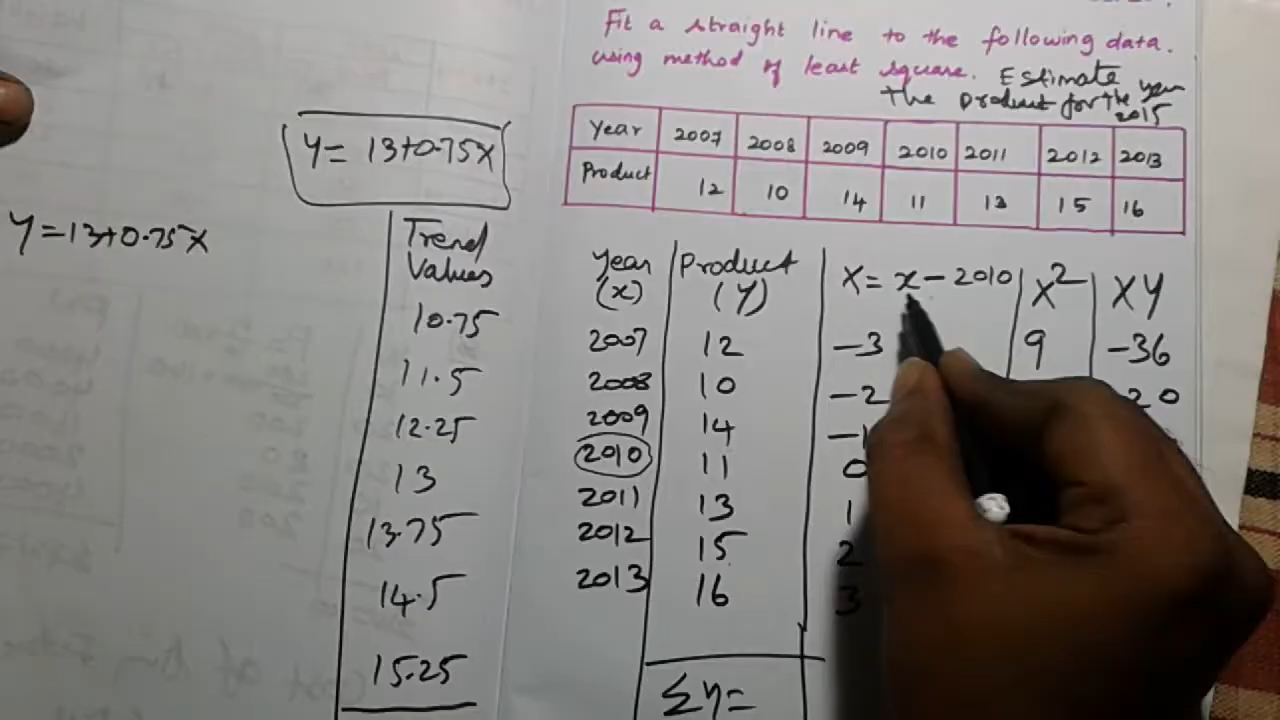 Fit a straight line to the following data.
using method of least square. Estimate
the product for the year
2015
Year 2007 2008 2009 2010 2011 2012 2013
Product 12 10 14 11 13 15 16
Y = 13+0.75X
Y=13+0.75X
Trend
Values
10.75
11.5
12.25
13
13.75
14.5
15.25
year Product X = x - 2010 X² XY
(x) (Y)
2007 12 -3 9 -36
2008 10 -2 20
2009 14 -1
2010 11 0
2011 13 1
2012 15 2
2013 16 3
ΣY=